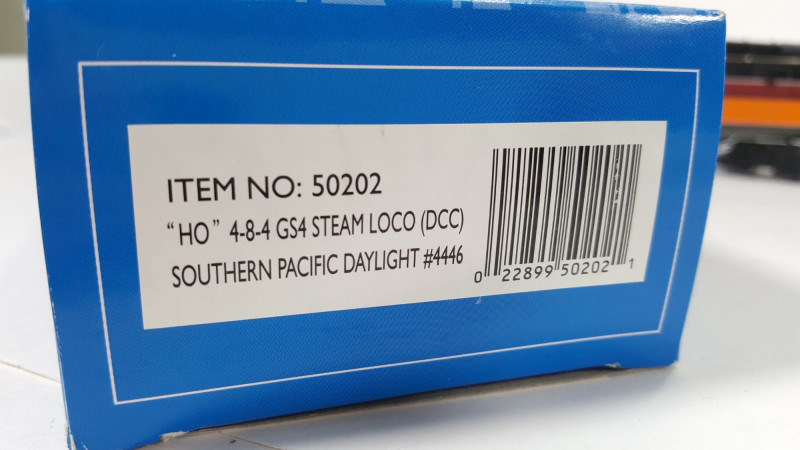 ITEM NO: 50202
“HO” 4-8-4 GS4 STEAM LOCO (DCC)
SOUTHERN PACIFIC DAYLIGHT #4446
0 22899 50202 1